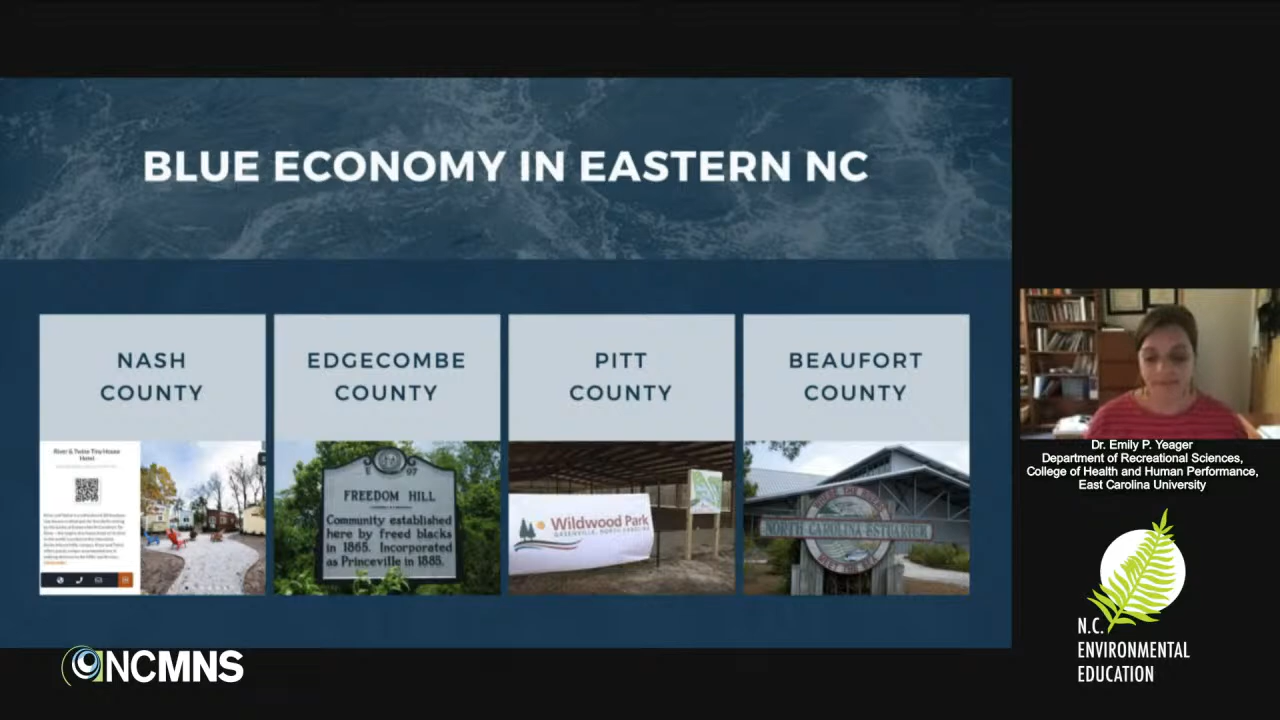 BLUE ECONOMY IN EASTERN NC
NASH
COUNTY
EDGECOMBE
COUNTY
PITT
COUNTY
BEAUFORT
COUNTY
River & Twine Tiny House
Hotel
97
FREEDOM HILL
Community established
here by freed blacks
in 1865. Incorporated
as Princeville in 1885.
Wildwood Park
GREENVILLE, NORTH CAROLINA
NORTH CAROLINA ESTUARIUM
Dr. Emily P. Yeager
Department of Recreational Sciences,
College of Health and Human Performance,
East Carolina University
NCMNS
N.C.
ENVIRONMENTAL
EDUCATION